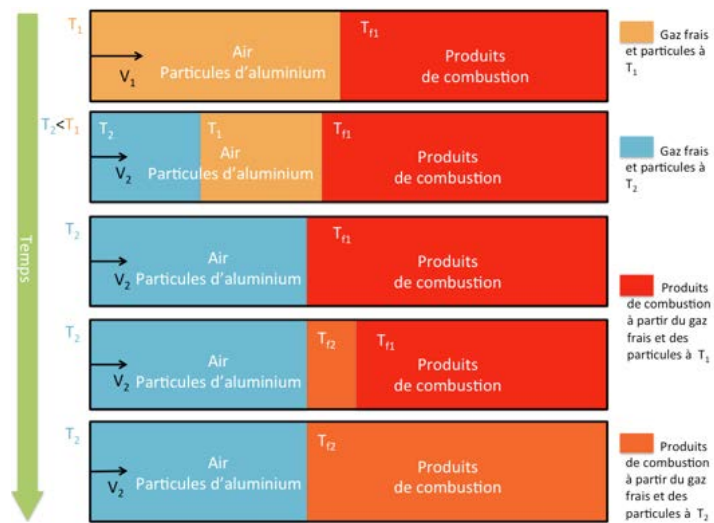 Temps
T1
Air
Particules d'aluminium
V1
Tf1
Produits
de combustion
Gaz frais
et particules à
T1
T2<T1
T2
T1
Tf1
Air
Particules d'aluminium
V2
Produits
de combustion
Gaz frais
et particules à
T2
T2
Air
Particules d'aluminium
V2
Tf1
Produits
de combustion
Produits
de combustion
à partir du gaz
frais et des
particules à T1
T2
Air
Particules d'aluminium
V2
Tf2
Tf1
Produits
de combustion
T2
Air
Particules d'aluminium
V2
Tf2
Produits
de combustion
Produits
de combustion
à partir du gaz
frais et des
particules à T2